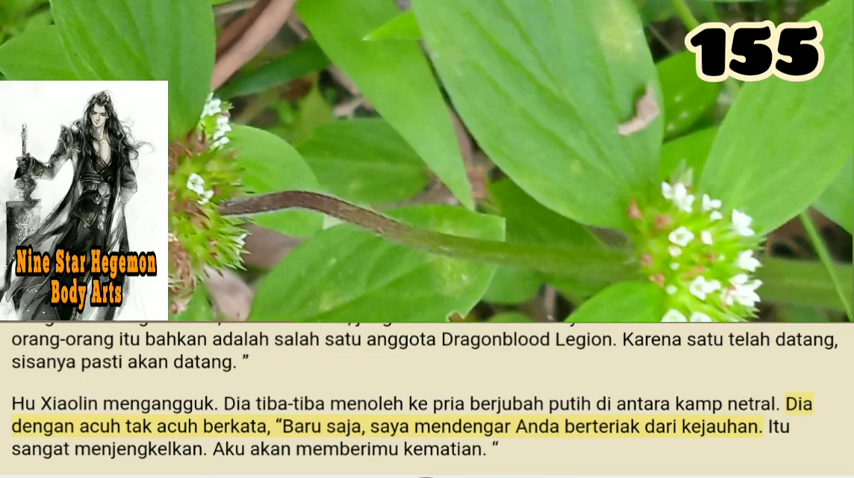 155
Nine Star Hegemon
Body Arts
orang-orang itu bahkan adalah salah satu anggota Dragonblood Legion. Karena satu telah datang,
sisanya pasti akan datang. ”
Hu Xiaolin mengangguk. Dia tiba-tiba menoleh ke pria berjubah putih di antara kamp netral. Dia
dengan acuh tak acuh berkata, “Baru saja, saya mendengar Anda berteriak dari kejauhan. Itu
sangat menjengkelkan. Aku akan memberimu kematian. “